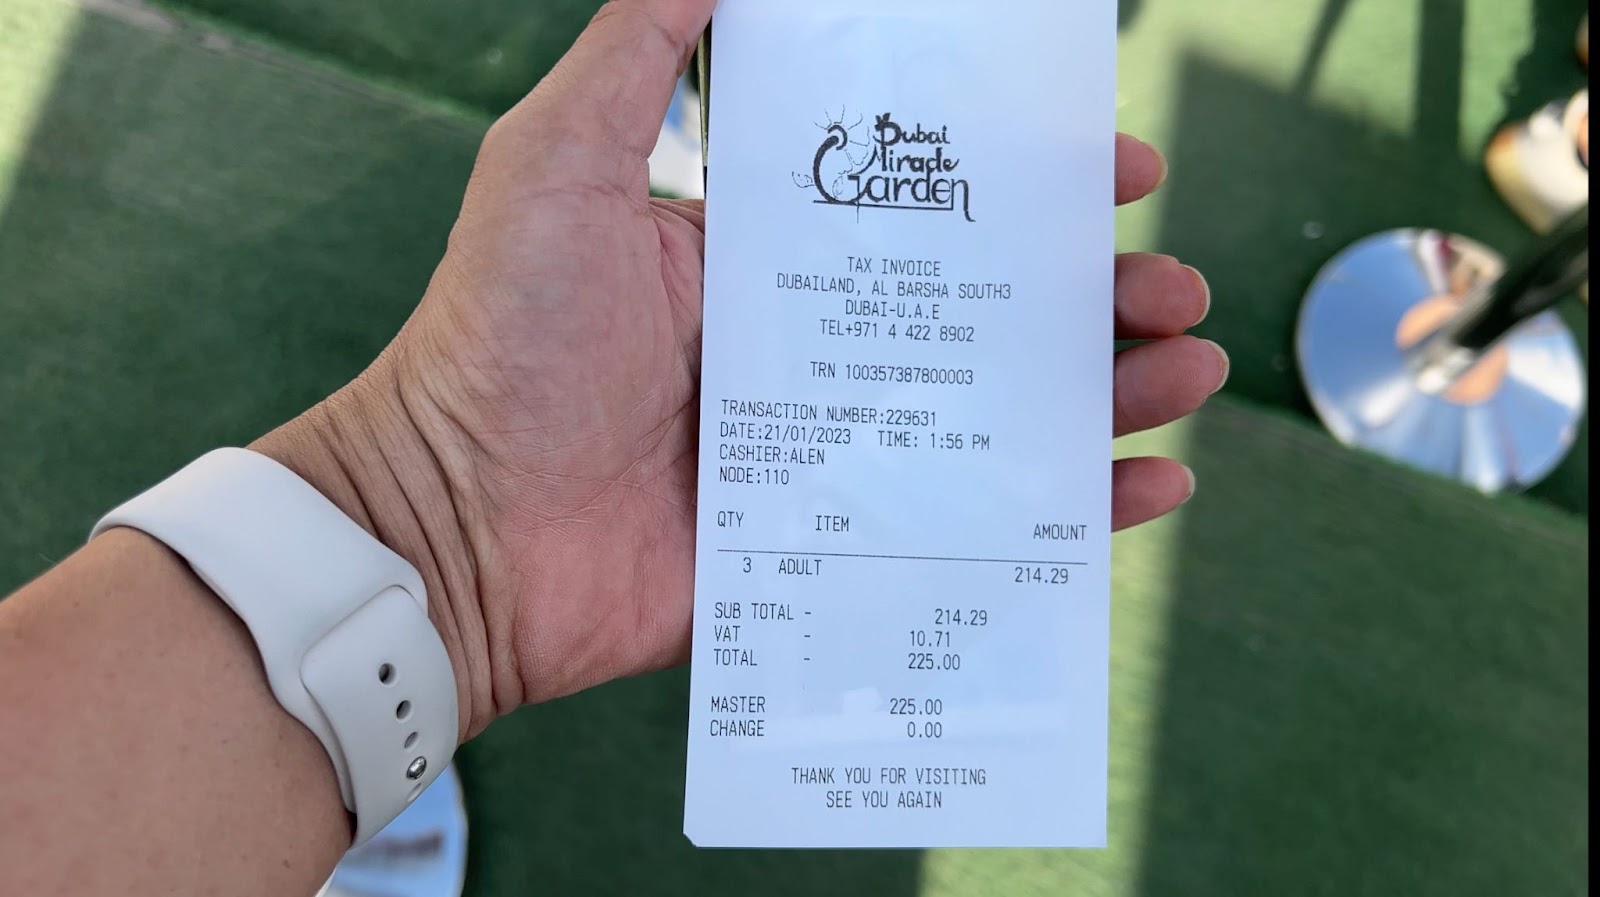 Dubai
Miracle
Garden
TAX INVOICE
DUBAILAND, AL BARSHA SOUTH3
DUBAI-U.A.E
TEL+971 4 422 8902
TRN 100357387800003
TRANSACTION NUMBER:229631
DATE:21/01/2023 TIME: 1:56 PM
CASHIER:ALEN
NODE:110
QTY ITEM AMOUNT
3 ADULT 214.29
SUB TOTAL - 214.29
VAT - 10.71
TOTAL - 225.00
MASTER 225.00
CHANGE 0.00
THANK YOU FOR VISITING
SEE YOU AGAIN